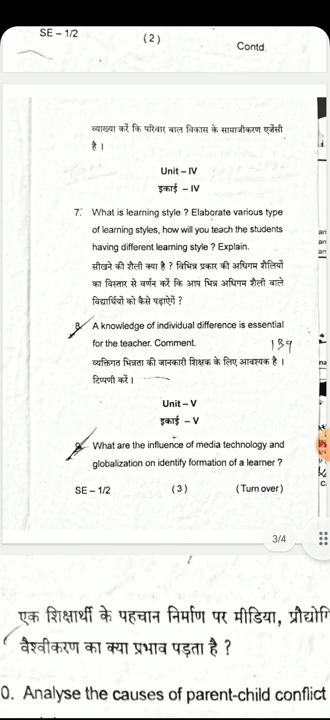 SE – 1/2
(2)
Contd.
व्याख्या करें कि परिवार बाल विकास के सामाजीकरण एजेंसी
है ।
Unit – IV
इकाई – IV
7. What is learning style ? Elaborate various type
of learning styles, how will you teach the students
having different learning style ? Explain.
सीखने की शैली क्या है ? विभिन्न प्रकार की अधिगम शैलियों
का विस्तार से वर्णन करें कि आप भिन्न अधिगम शैली वाले
विद्यार्थियों को कैसे पढ़ाऐंगे ?
8. A knowledge of individual difference is essential
for the teacher. Comment.
139
व्यक्तिगत भिन्नता की जानकारी शिक्षक के लिए आवश्यक है ।
टिप्पणी करें ।
Unit – V
इकाई – V
9. What are the influence of media technology and
globalization on identify formation of a learner ?
SE – 1/2
(3)
(Turn over)
3/4
एक शिक्षार्थी के पहचान निर्माण पर मीडिया,
वैश्वीकरण का क्या प्रभाव पड़ता है ?
0. Analyse the causes of parent-child conflict